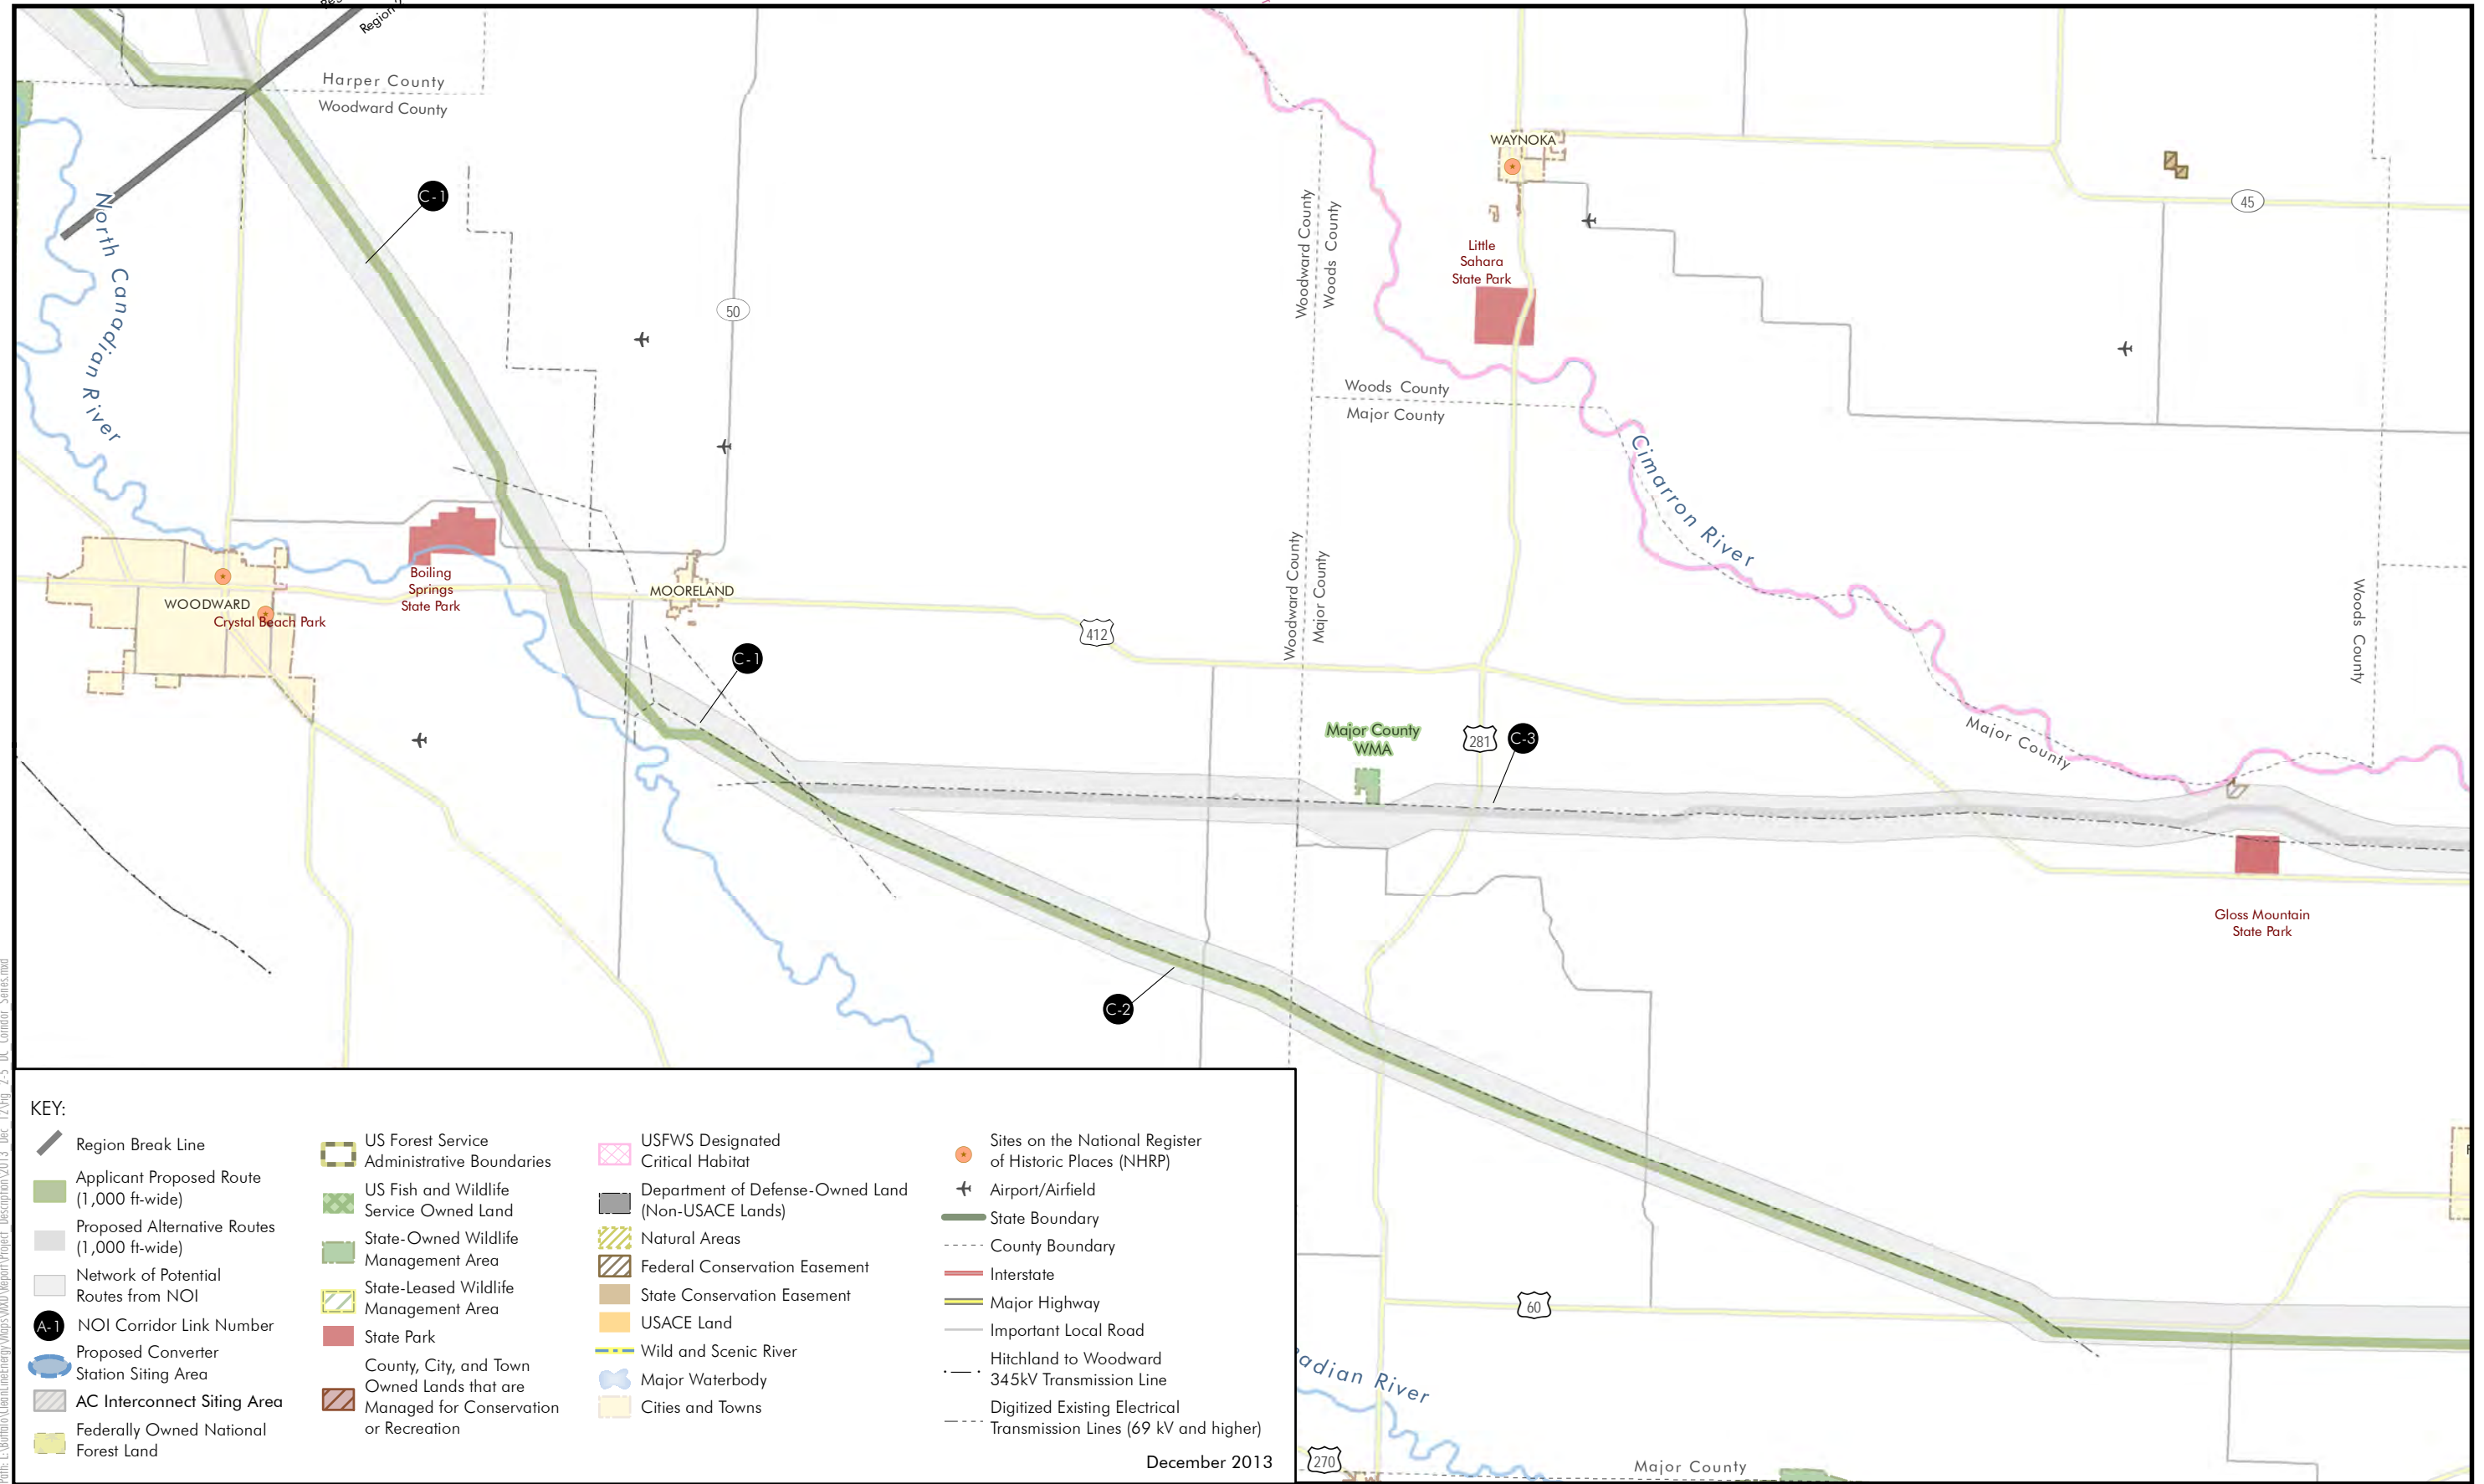 Region
Harper County
Woodward County
North Canadian River
C-1
50
WAYNOKA
45
Little
Sahara
State Park
Woodward County
Woods County
Woods County
Major County
Cimarron River
Boiling
Springs
State Park
WOODWARD
Crystal Beach Park
MOORELAND
412
C-1
Woodward County
Major County
Woods County
Major County
WMA
281
C-3
Major County
Gloss Mountain
State Park
C-2
60
adian River
270
Major County
KEY:
Region Break Line
Applicant Proposed Route
(1,000 ft-wide)
Proposed Alternative Routes
(1,000 ft-wide)
Network of Potential
Routes from NOI
A-1
NOI Corridor Link Number
Proposed Converter
Station Siting Area
AC Interconnect Siting Area
Federally Owned National
Forest Land
US Forest Service
Administrative Boundaries
US Fish and Wildlife
Service Owned Land
State-Owned Wildlife
Management Area
State-Leased Wildlife
Management Area
State Park
County, City, and Town
Owned Lands that are
Managed for Conservation
or Recreation
USFWS Designated
Critical Habitat
Department of Defense-Owned Land
(Non-USACE Lands)
Natural Areas
Federal Conservation Easement
State Conservation Easement
USACE Land
Wild and Scenic River
Major Waterbody
Cities and Towns
Sites on the National Register
of Historic Places (NHRP)
Airport/Airfield
State Boundary
County Boundary
Interstate
Major Highway
Important Local Road
Hitchland to Woodward
345kV Transmission Line
Digitized Existing Electrical
Transmission Lines (69 kV and higher)
December 2013